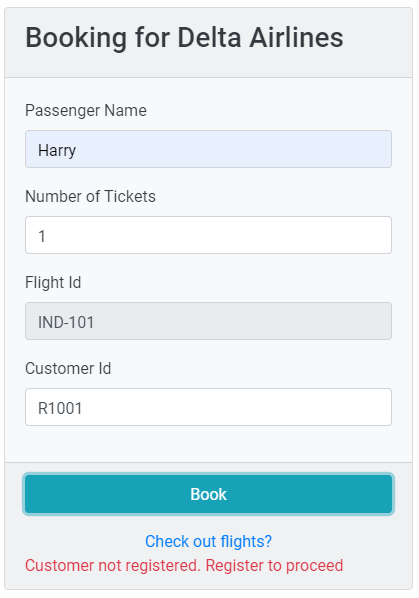 Booking for Delta Airlines
Passenger Name
Harry
Number of Tickets
1
Flight Id
IND-101
Customer Id
R1001
Book
Check out flights?
Customer not registered. Register to proceed